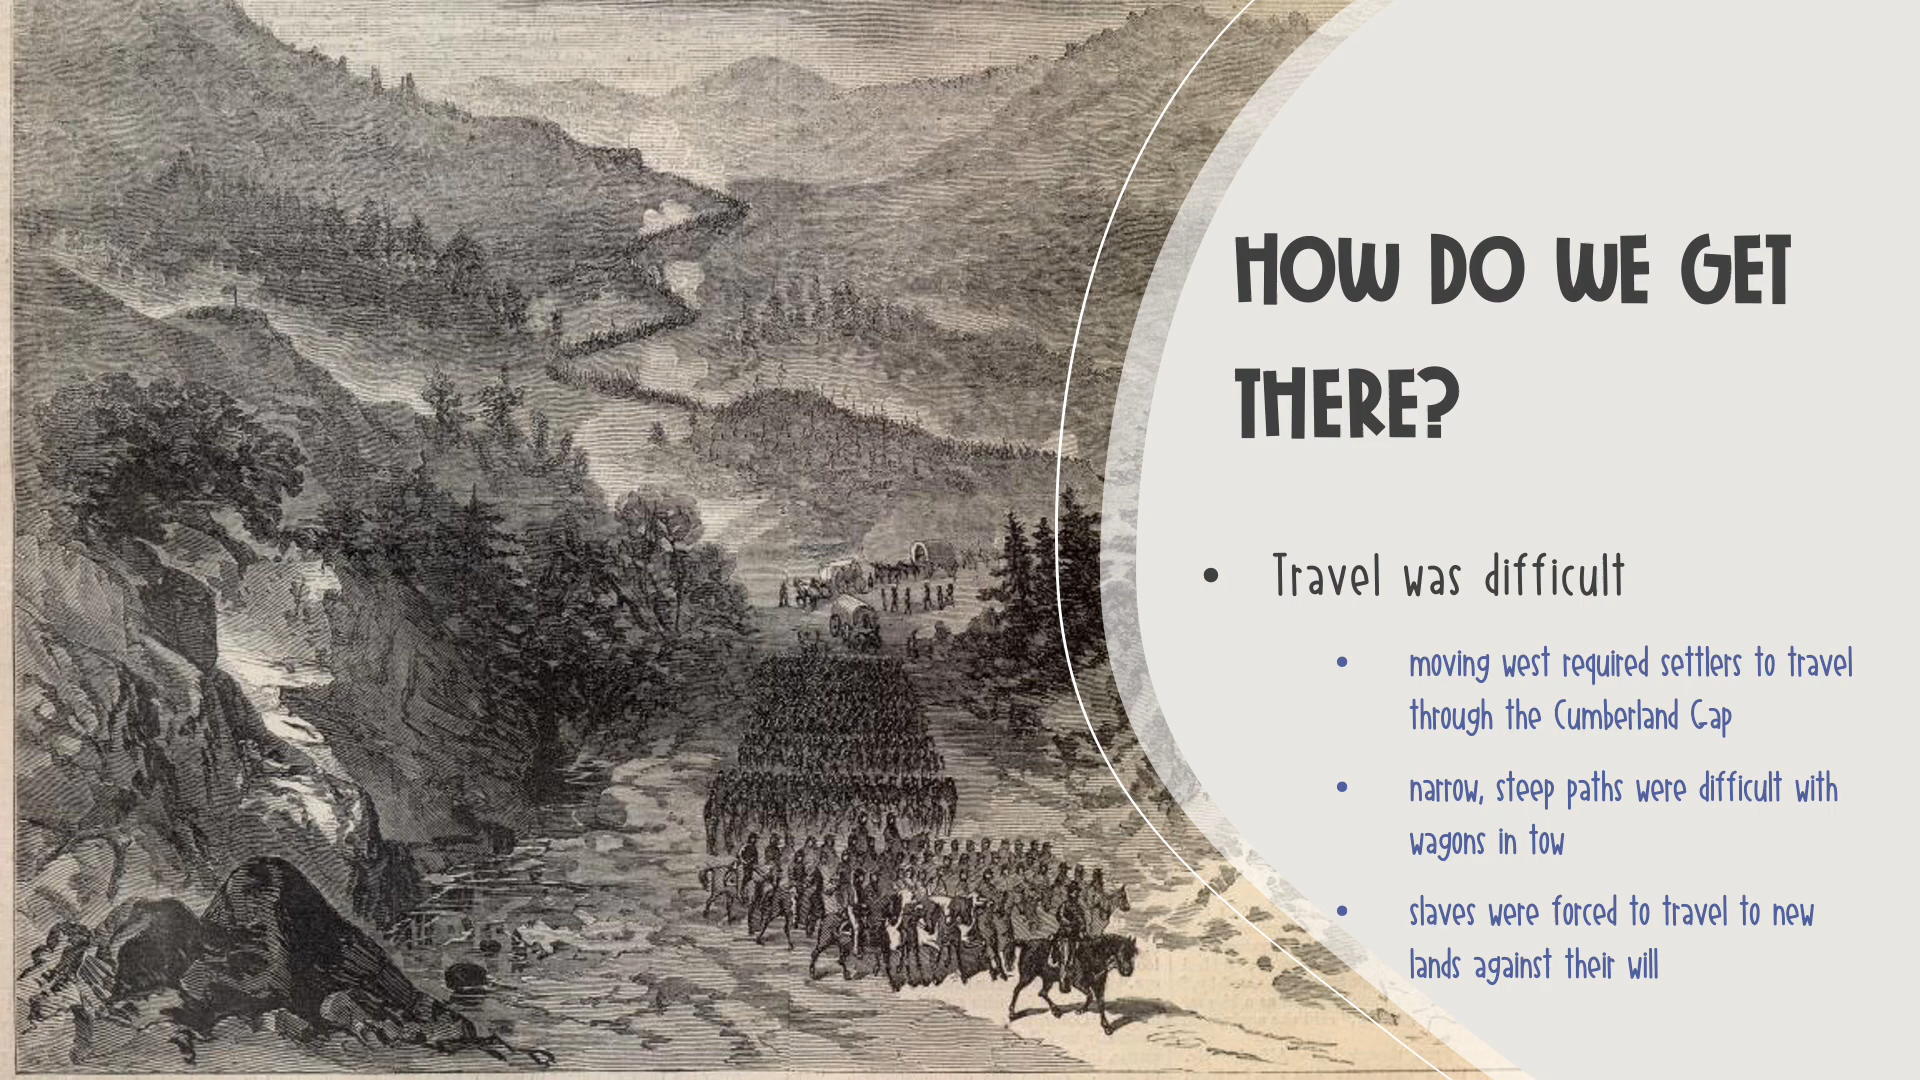 HOW DO WE GET
THERE?
• Travel was difficult
• moving west required settlers to travel
through the Cumberland Gap
• narrow, steep paths were difficult with
wagons in tow
• slaves were forced to travel to new
lands against their will